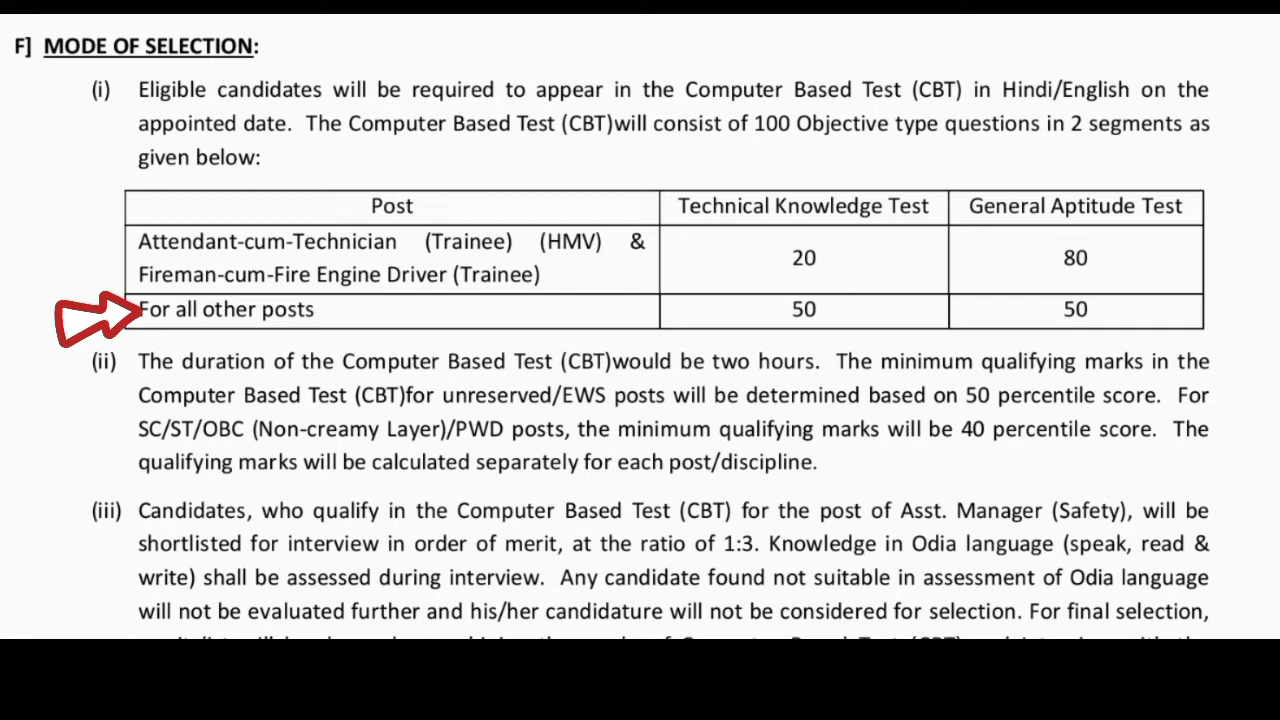 F] MODE OF SELECTION:
(i) Eligible candidates will be required to appear in the Computer Based Test (CBT) in Hindi/English on the
appointed date. The Computer Based Test (CBT)will consist of 100 Objective type questions in 2 segments as
given below:
Post Technical Knowledge Test General Aptitude Test
Attendant-cum-Technician (Trainee) (HMV) &
Fireman-cum-Fire Engine Driver (Trainee)
20 80
For all other posts 50 50
(ii) The duration of the Computer Based Test (CBT)would be two hours. The minimum qualifying marks in the
Computer Based Test (CBT)for unreserved/EWS posts will be determined based on 50 percentile score. For
SC/ST/OBC (Non-creamy Layer)/PWD posts, the minimum qualifying marks will be 40 percentile score. The
qualifying marks will be calculated separately for each post/discipline.
(iii) Candidates, who qualify in the Computer Based Test (CBT) for the post of Asst. Manager (Safety), will be
shortlisted for interview in order of merit, at the ratio of 1:3. Knowledge in Odia language (speak, read &
write) shall be assessed during interview. Any candidate found not suitable in assessment of Odia language
will not be evaluated further and his/her candidature will not be considered for selection. For final selection,